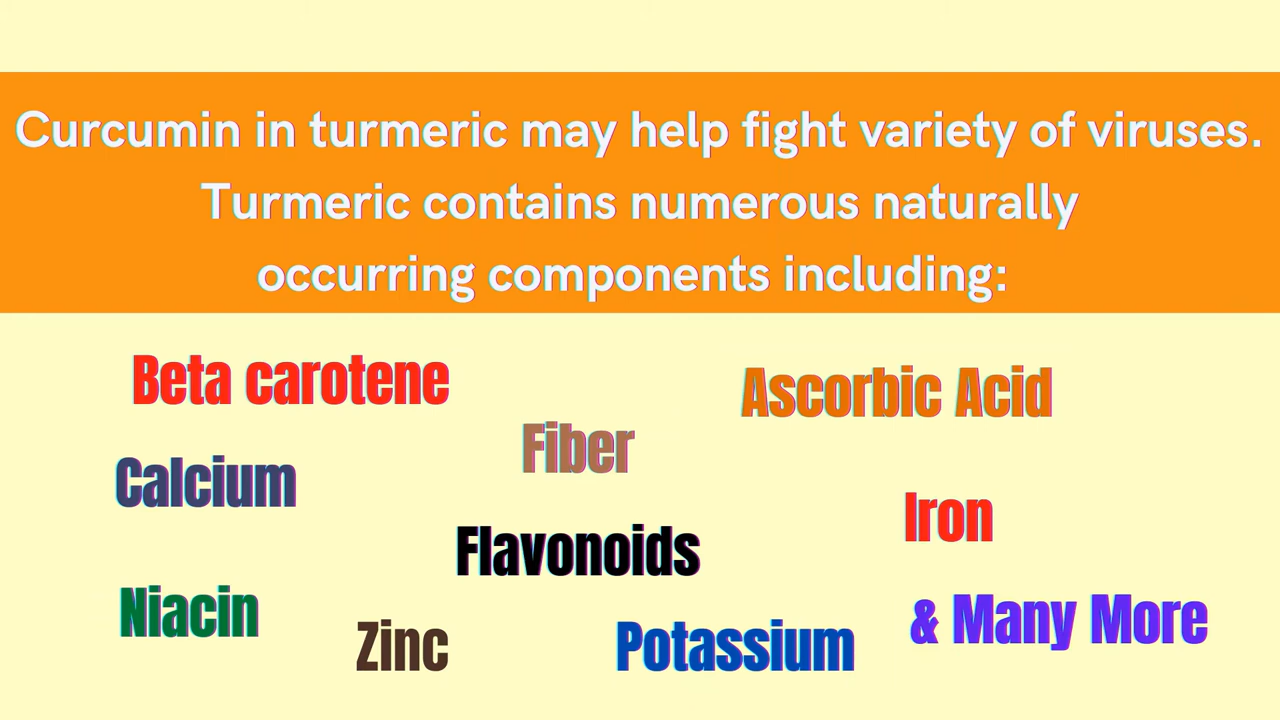 Curcumin in turmeric may help fight variety of viruses.
Turmeric contains numerous naturally
occurring components including:
Beta carotene
Ascorbic Acid
Fiber
Calcium
Iron
Flavonoids
Niacin
& Many More
Zinc
Potassium